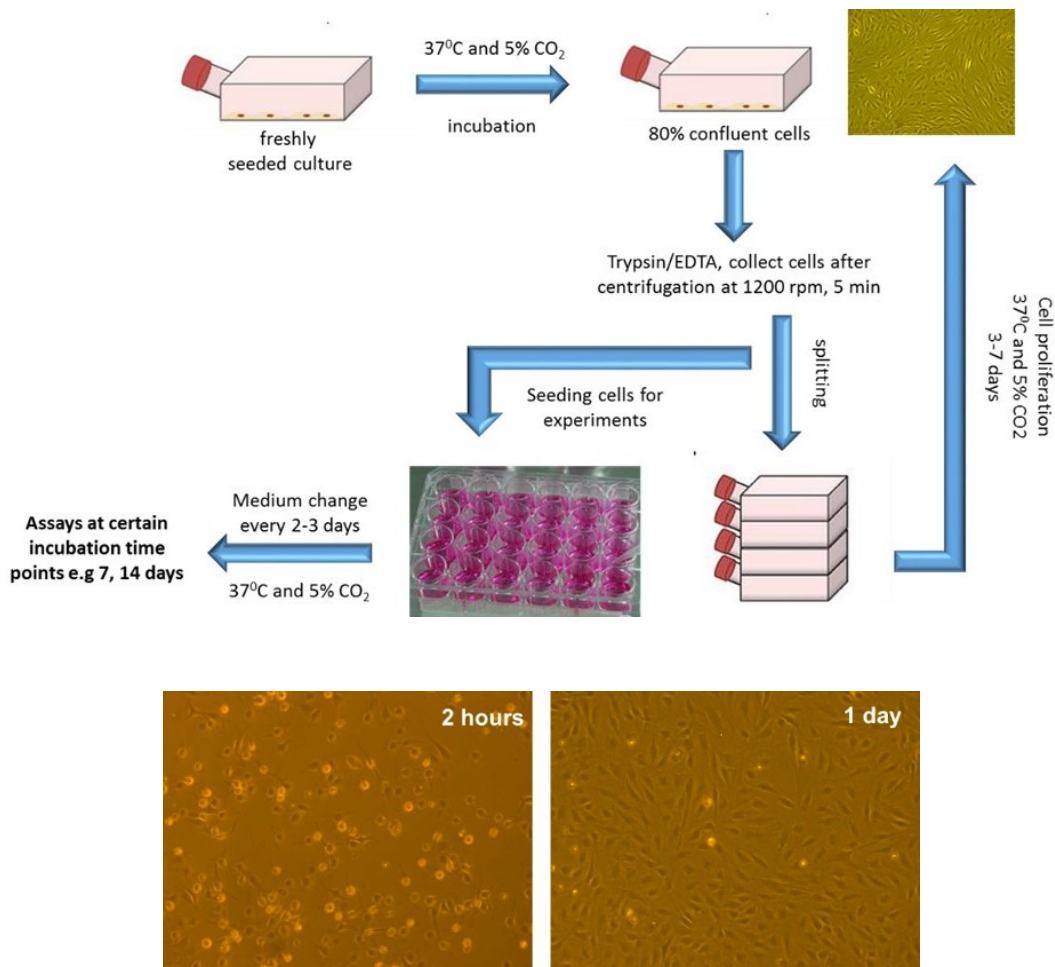 37⁰C and 5% CO₂
incubation
freshly
seeded culture
80% confluent cells
Trypsin/EDTA, collect cells after
centrifugation at 1200 rpm, 5 min
splitting
Seeding cells for
experiments
Cell proliferation
37⁰C and 5% CO2
3-7 days
Medium change
every 2-3 days
37⁰C and 5% CO₂
Assays at certain
incubation time
points e.g 7, 14 days
2 hours
1 day